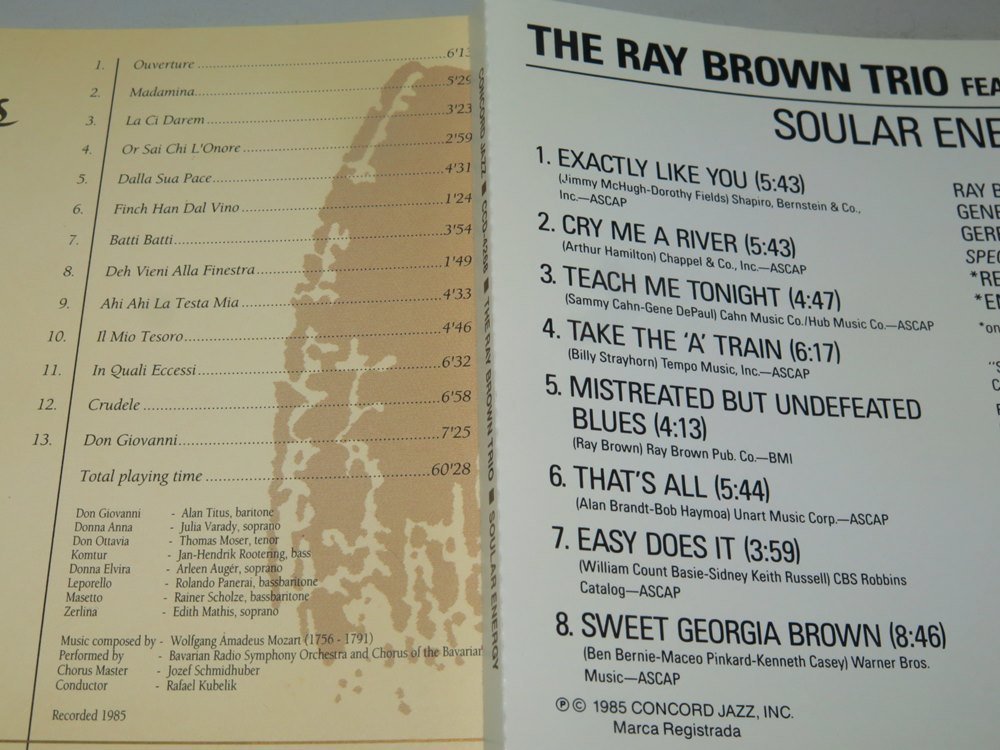 1. Ouverture ........ 6'13
2. Madamina........ 5'29
3. La Ci Darem ........ 3'23
4. Or Sai Chi L'Onore ........ 2'59
5. Dalla Sua Pace........ 4'31
6. Finch Han Dal Vino ........ 1'24
7. Batti Batti........ 3'54
8. Deh Vieni Alla Finestra........ 1'49
9. Ahi Ahi La Testa Mia ........ 4'33
10. Il Mio Tesoro........ 4'46
11. In Quali Eccessi........ 6'32
12. Crudele ........ 6'58
13. Don Giovanni........ 7'25
Total playing time ........ 60'28
Don Giovanni - Alan Titus, baritone
Donna Anna - Julia Varady, soprano
Don Ottavia - Thomas Moser, tenor
Komtur - Jan-Hendrik Rootering, bass
Donna Elvira - Arleen Augér, soprano
Leporello - Rolando Panerai, bassbaritone
Masetto - Rainer Scholze, bassbaritone
Zerlina - Edith Mathis, soprano
Music composed by - Wolfgang Amadeus Mozart (1756 - 1791)
Performed by - Bavarian Radio Symphony Orchestra and Chorus of the Bavarian
Chorus Master - Jozef Schmidhuber
Conductor - Rafael Kubelik
Recorded 1985
CONCORD JAZZ ■ CCD-4268 ■ THE RAY BROWN TRIO ■ SOULAR ENERGY
THE RAY BROWN TRIO FEA
SOULAR ENE
1. EXACTLY LIKE YOU (5:43)
(Jimmy McHugh-Dorothy Fields) Shapiro, Bernstein & Co.,
Inc.—ASCAP
2. CRY ME A RIVER (5:43)
(Arthur Hamilton) Chappel & Co., Inc.—ASCAP
3. TEACH ME TONIGHT (4:47)
(Sammy Cahn-Gene DePaul) Cahn Music Co./Hub Music Co.—ASCAP
4. TAKE THE ‘A’ TRAIN (6:17)
(Billy Strayhorn) Tempo Music, Inc.—ASCAP
5. MISTREATED BUT UNDEFEATED
BLUES (4:13)
(Ray Brown) Ray Brown Pub. Co.—BMI
6. THAT'S ALL (5:44)
(Alan Brandt-Bob Haymoa) Unart Music Corp.—ASCAP
7. EASY DOES IT (3:59)
(William Count Basie-Sidney Keith Russell) CBS Robbins
Catalog—ASCAP
8. SWEET GEORGIA BROWN (8:46)
(Ben Bernie-Maceo Pinkard-Kenneth Casey) Warner Bros.
Music—ASCAP
℗ © 1985 CONCORD JAZZ, INC.
Marca Registrada
RAY B
GENE
GERR
SPEC
*RE
*EM
*on
"S
C